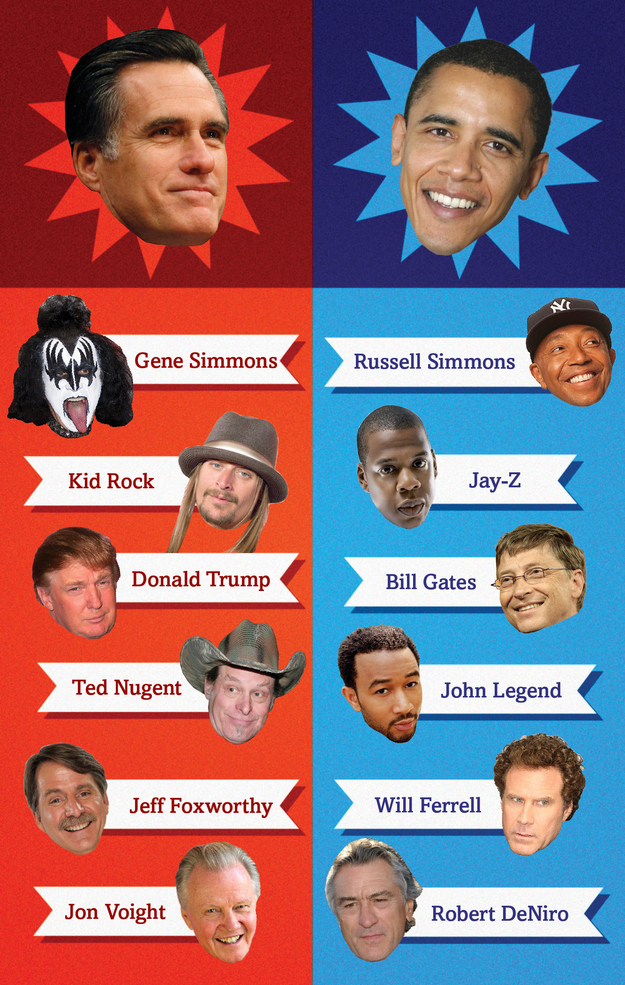 Gene Simmons
Russell Simmons
Kid Rock
Jay-Z
Donald Trump
Bill Gates
Ted Nugent
John Legend
Jeff Foxworthy
Will Ferrell
Jon Voight
Robert DeNiro